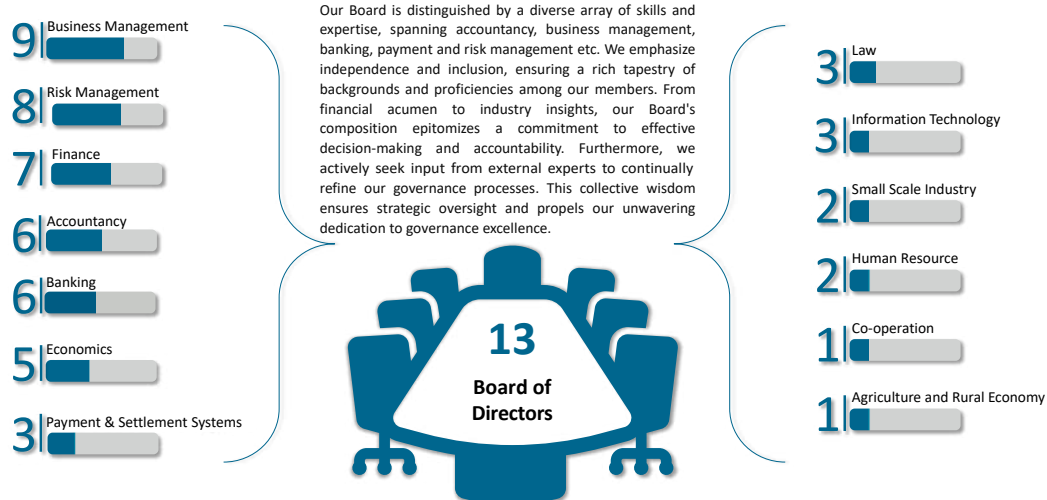 9
Business Management
8
Risk Management
7
Finance
6
Accountancy
6
Banking
5
Economics
3
Payment & Settlement Systems
Our Board is distinguished by a diverse array of skills and
expertise, spanning accountancy, business management,
banking, payment and risk management etc. We emphasize
independence and inclusion, ensuring a rich tapestry of
backgrounds and proficiencies among our members. From
financial acumen to industry insights, our Board's
composition epitomizes a commitment to effective
decision-making and accountability. Furthermore, we
actively seek input from external experts to continually
refine our governance processes. This collective wisdom
ensures strategic oversight and propels our unwavering
dedication to governance excellence.
13
Board of
Directors
3
Law
3
Information Technology
2
Small Scale Industry
2
Human Resource
1
Co-operation
1
Agriculture and Rural Economy